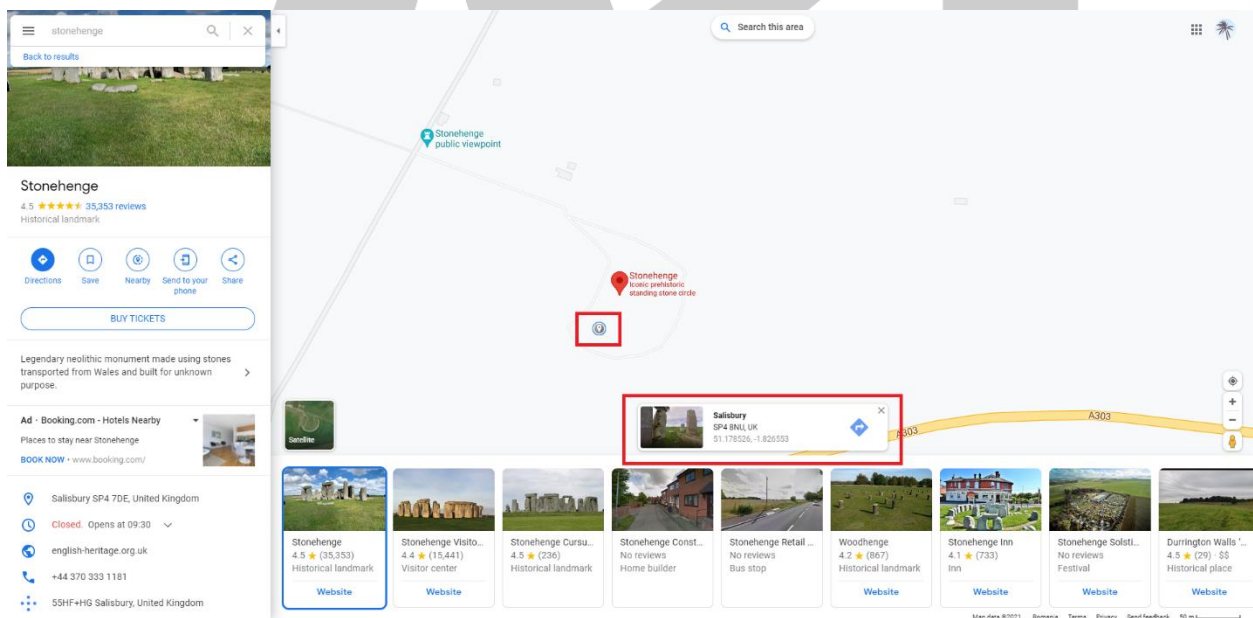 stonehenge
Back to results
Stonehenge
4.5 ★★★★★ 35,353 reviews
Historical landmark
Directions
Save
Nearby
Send to your
phone
Share
BUY TICKETS
Legendary neolithic monument made using stones
transported from Wales and built for unknown
purpose.
Ad · Booking.com - Hotels Nearby
Places to stay near Stonehenge
BOOK NOW · www.booking.com/
Salisbury SP4 7DE, United Kingdom
Closed. Opens at 09:30
english-heritage.org.uk
+44 370 333 1181
55HF+HG Salisbury, United Kingdom
Search this area
Stonehenge
public viewpoint
Stonehenge
Iconic prehistoric
standing stone circle
Satellite
Salisbury
SP4 8NU, UK
51.178526, -1.826553
A303
A303
Stonehenge
4.5 ★ (35,353)
Historical landmark
Website
Stonehenge Visito...
4.4 ★ (15,441)
Visitor center
Website
Stonehenge Cursu...
4.5 ★ (236)
Historical landmark
Stonehenge Const...
No reviews
Home builder
Stonehenge Retail ...
No reviews
Bus stop
Woodhenge
4.2 ★ (867)
Historical landmark
Website
Stonehenge Inn
4.1 ★ (733)
Inn
Website
Stonehenge Solsti...
No reviews
Festival
Website
Durrington Walls '...
4.5 ★ (29) · $$
Historical place
Website
Map data ©2021 Romania Terms Privacy Send feedback 50 m